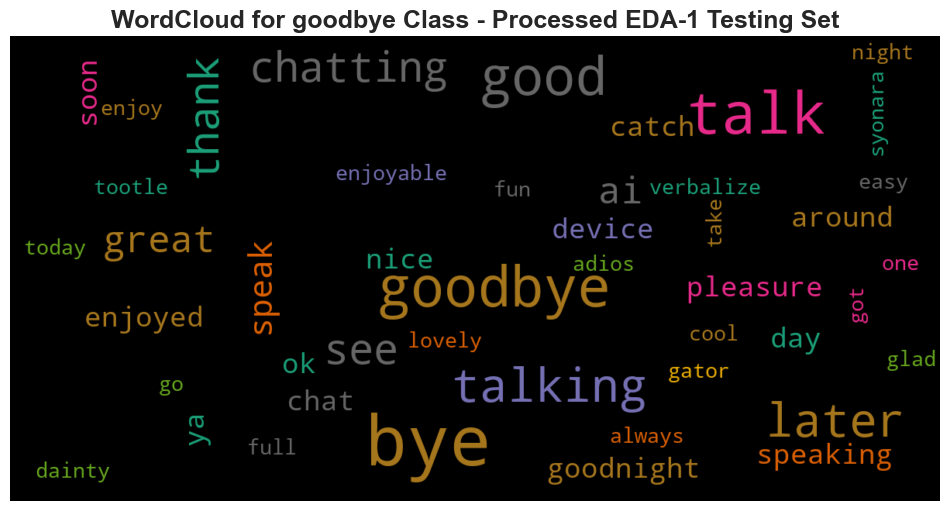 WordCloud for goodbye Class - Processed EDA-1 Testing Set
night
chatting
good
soon
thank
enjoy
talk
catch
syonara
enjoyable
tootle
fun
ai
verbalize
easy
take
around
device
great
today
speak
nice
adios
one
goodbye
pleasure
got
enjoyed
lovely
cool
day
see
ok
gator
glad
go
talking
chat
ya
bye
later
full
always
speaking
dainty
goodnight